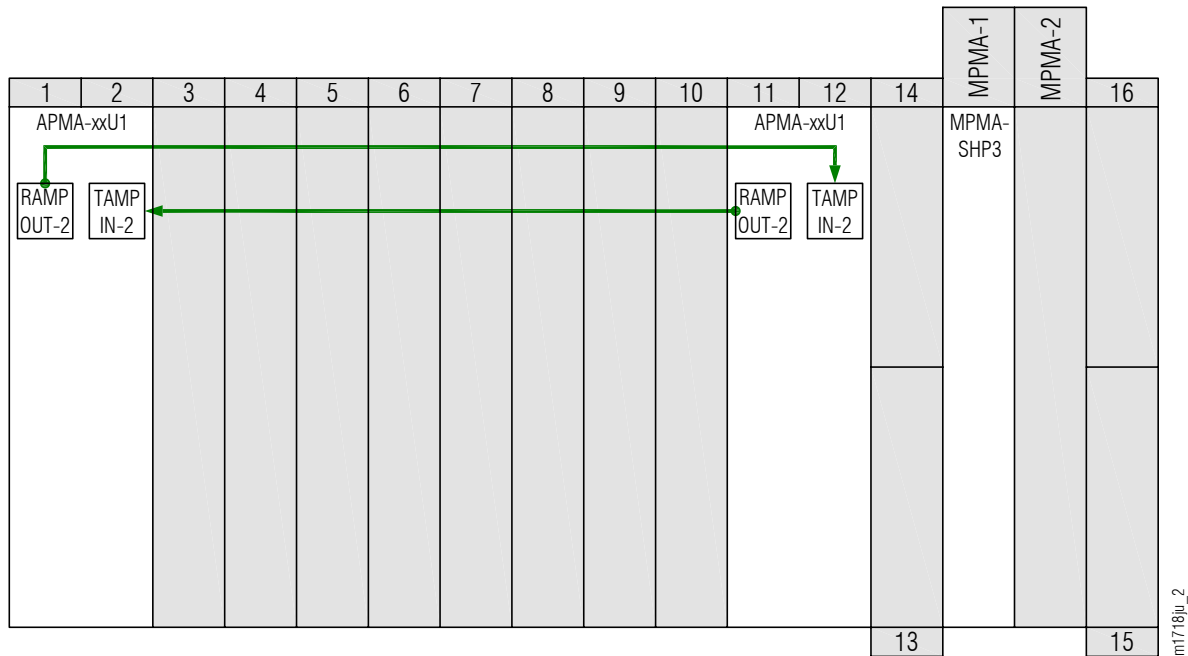 MPMA-1
MPMA-2
1 2 3 4 5 6 7 8 9 10 11 12 14 16
APMA-xxU1
APMA-xxU1
MPMA-
SHP3
RAMP
OUT-2
TAMP
IN-2
RAMP
OUT-2
TAMP
IN-2
13
15
m1718ju_2